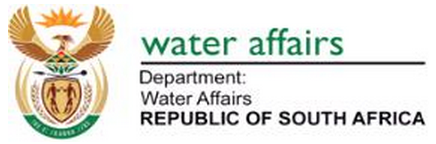 water affairs
Department:
Water Affairs
REPUBLIC OF SOUTH AFRICA